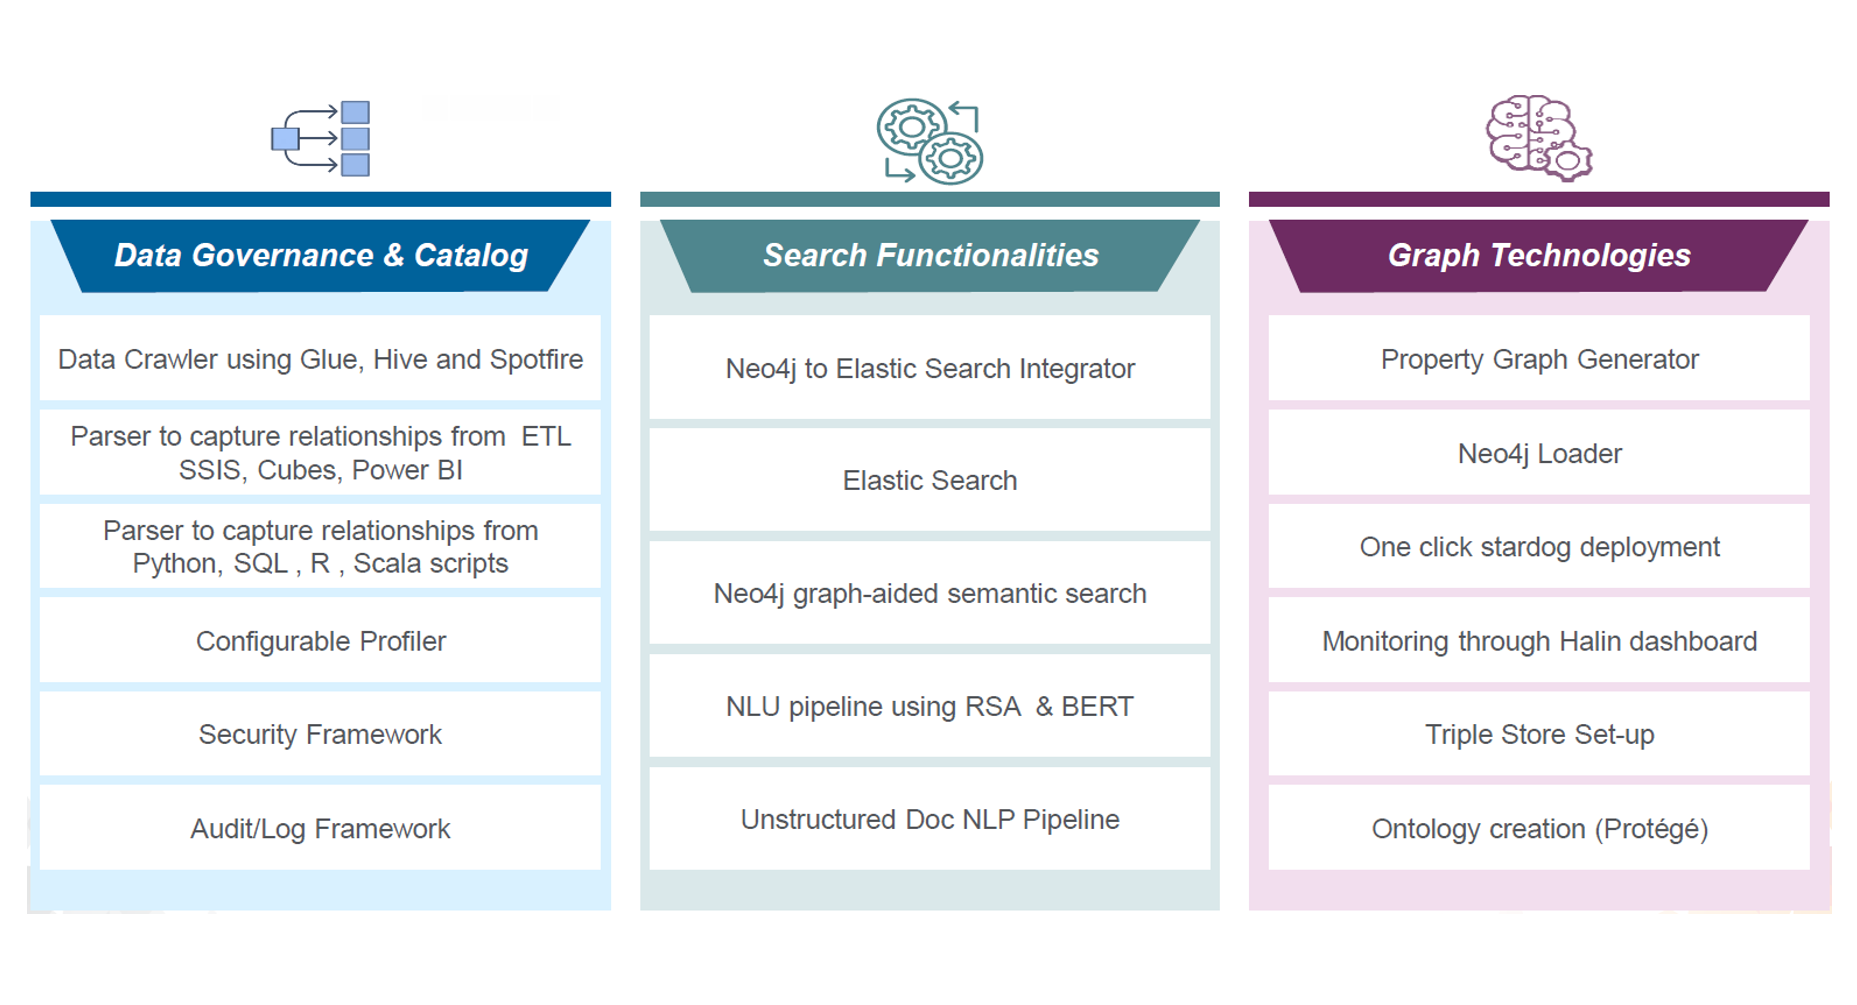 Data Governance & Catalog
Data Crawler using Glue, Hive and Spotfire
Parser to capture relationships from ETL
SSIS, Cubes, Power BI
Parser to capture relationships from
Python, SQL , R , Scala scripts
Configurable Profiler
Security Framework
Audit/Log Framework
Search Functionalities
Neo4j to Elastic Search Integrator
Elastic Search
Neo4j graph-aided semantic search
NLU pipeline using RSA & BERT
Unstructured Doc NLP Pipeline
Graph Technologies
Property Graph Generator
Neo4j Loader
One click stardog deployment
Monitoring through Halin dashboard
Triple Store Set-up
Ontology creation (Protégé)